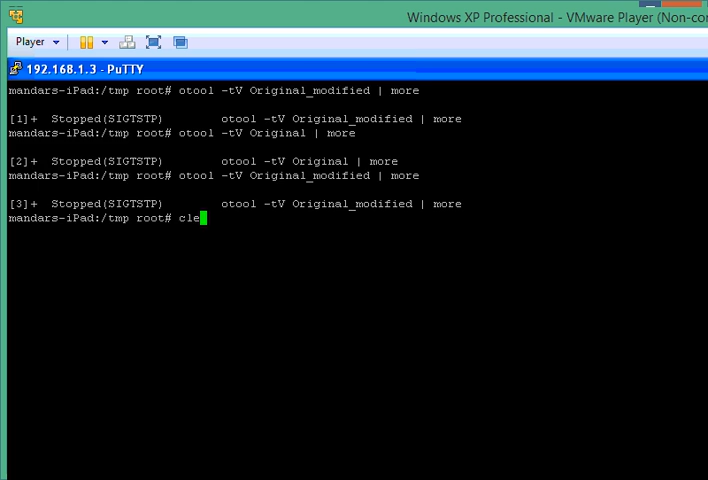 Windows XP Professional - VMware Player (Non-co
Player
192.168.1.3 - PuTTY
mandars-iPad:/tmp root# otool -tV Original_modified | more
[1]+  Stopped(SIGTSTP)        otool -tV Original_modified | more
mandars-iPad:/tmp root# otool -tV Original | more
[2]+  Stopped(SIGTSTP)        otool -tV Original | more
mandars-iPad:/tmp root# otool -tV Original_modified | more
[3]+  Stopped(SIGTSTP)        otool -tV Original_modified | more
mandars-iPad:/tmp root# cle